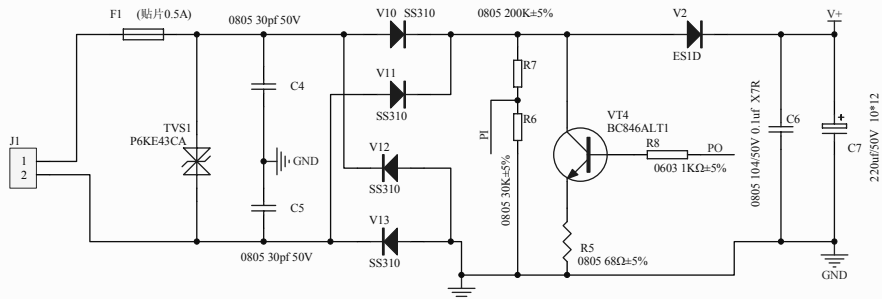 F1
(贴片0.5A)
0805 30pf 50V
V10
SS310
0805 200K±5%
V2
V+
ES1D
V11
SS310
R7
C4
TVS1
P6KE43CA
J1
1
2
GND
PI
R6
VT4
BC846ALT1
R8
PO
0603 1KΩ±5%
C6
C7
0805 104/50V 0.1uf X7R
220uf/50V 10*12
+
V12
SS310
0805 30K±5%
C5
V13
SS310
0805 30pf 50V
R5
0805 68Ω±5%
GND